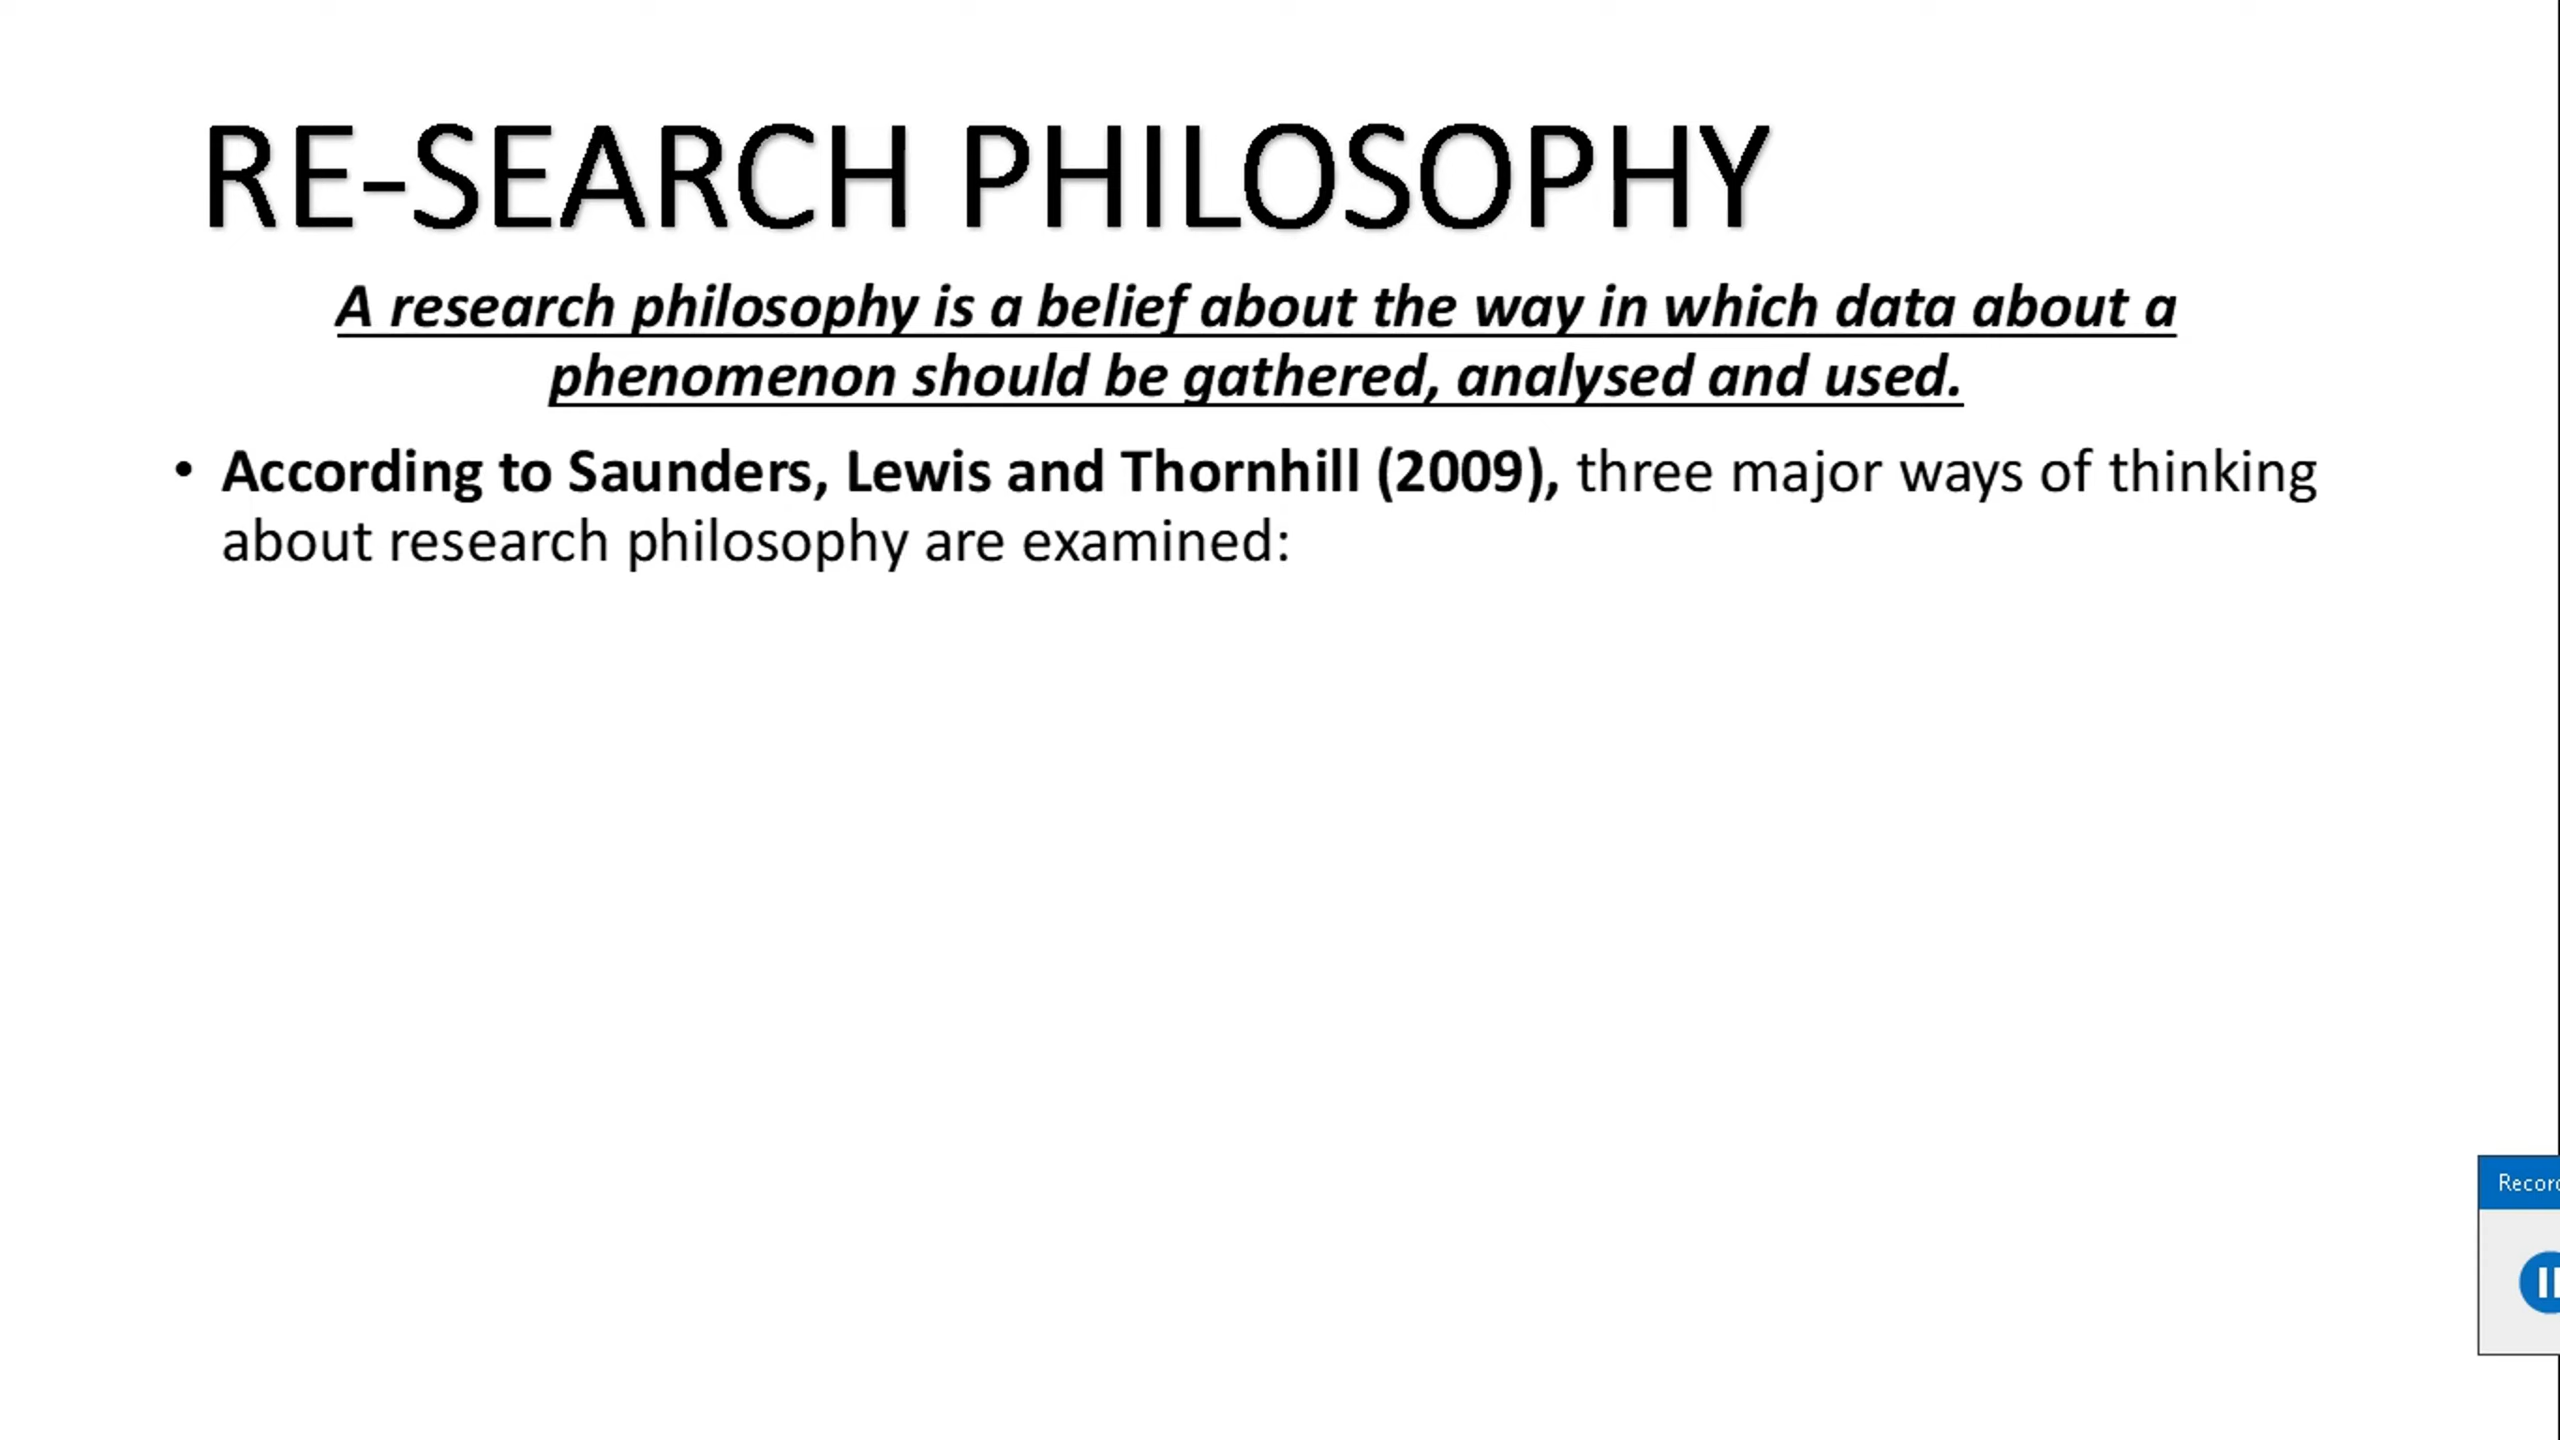 RE-SEARCH PHILOSOPHY
A research philosophy is a belief about the way in which data about a
phenomenon should be gathered, analysed and used.
• According to Saunders, Lewis and Thornhill (2009), three major ways of thinking
about research philosophy are examined: